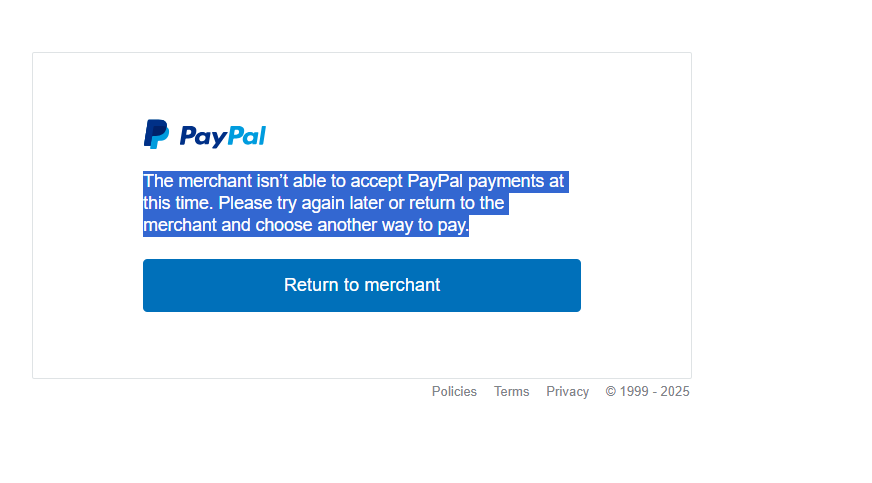 PayPal
The merchant isn’t able to accept PayPal payments at
this time. Please try again later or return to the
merchant and choose another way to pay.
Return to merchant
Policies Terms Privacy © 1999 - 2025